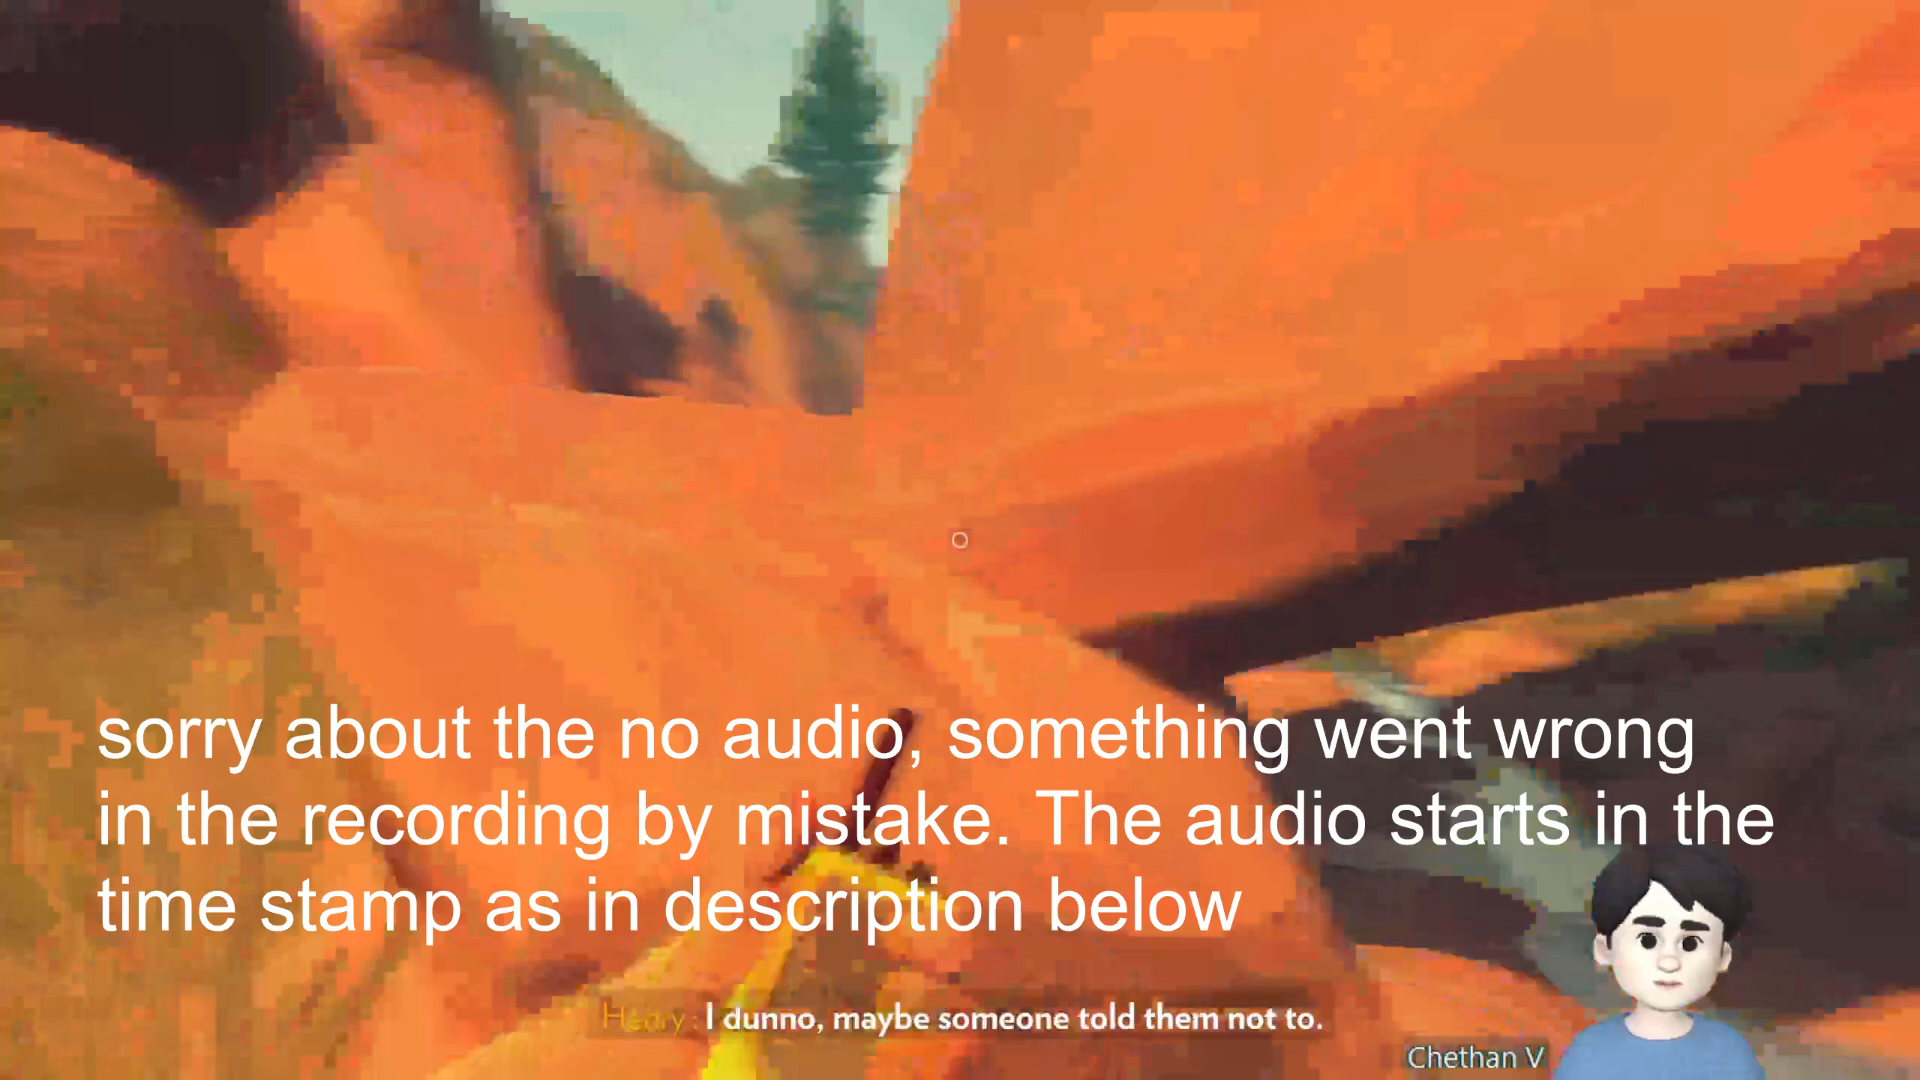 sorry about the no audio, something went wrong
in the recording by mistake. The audio starts in the
time stamp as in description below
Henry: I dunno, maybe someone told them not to.
Chethan V